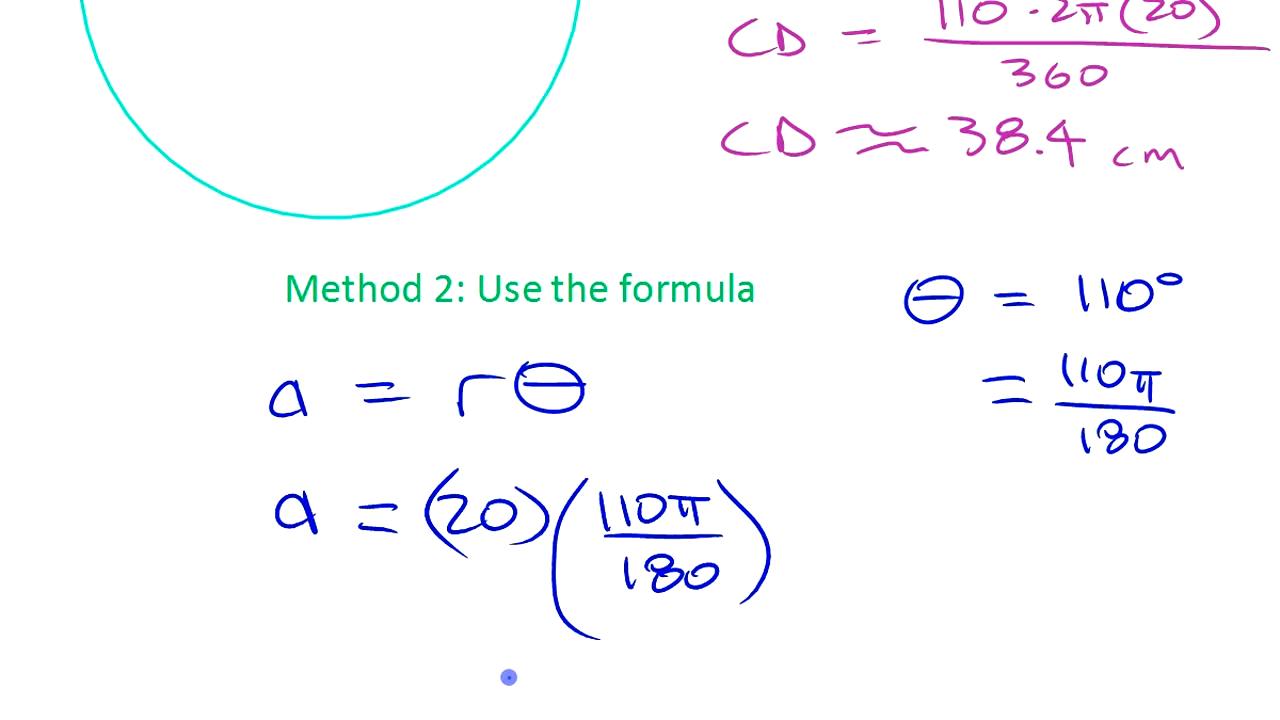 CD = 110 · 2π(20) / 360
CD ≈ 38.4 cm
Method 2: Use the formula
θ = 110°
= 110π / 180
a = rθ
a = (20)(110π / 180)